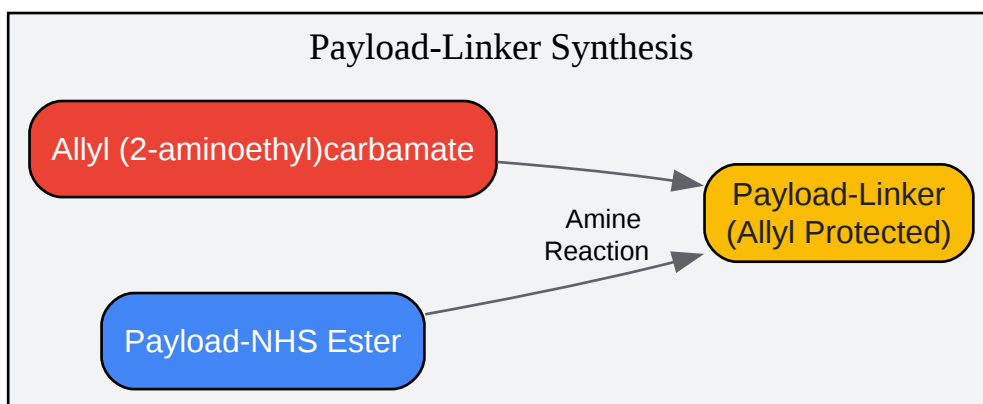 Payload-Linker Synthesis
Allyl (2-aminoethyl)carbamate
Payload-Linker
(Allyl Protected)
Amine
Reaction
Payload-NHS Ester